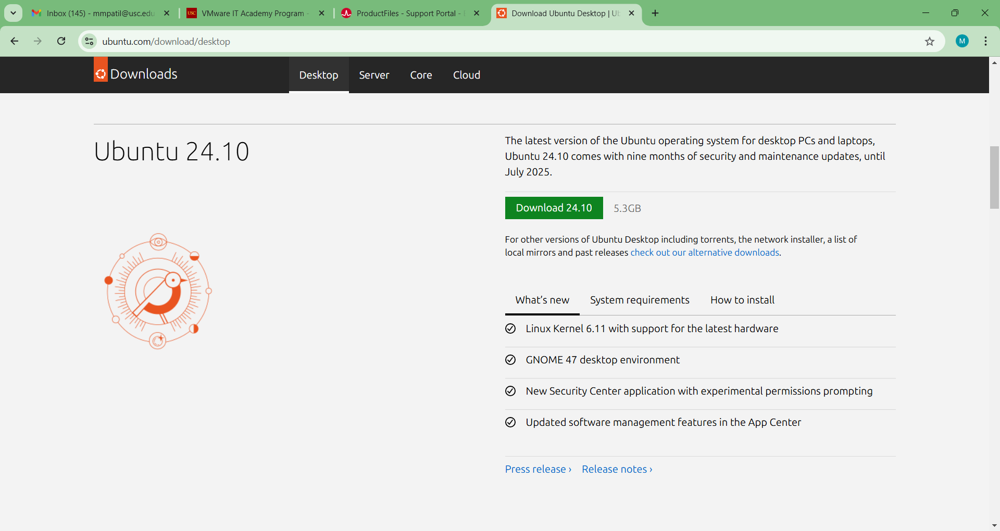 Inbox (145) - mmpatil@usc.edu
USC VMware IT Academy Program -
ProductFiles - Support Portal -
Download Ubuntu Desktop | Ub
ubuntu.com/download/desktop
M
Downloads
Desktop
Server
Core
Cloud
Ubuntu 24.10
The latest version of the Ubuntu operating system for desktop PCs and laptops,
Ubuntu 24.10 comes with nine months of security and maintenance updates, until
July 2025.
Download 24.10
5.3GB
For other versions of Ubuntu Desktop including torrents, the network installer, a list of
local mirrors and past releases check out our alternative downloads.
What’s new
System requirements
How to install
Linux Kernel 6.11 with support for the latest hardware
GNOME 47 desktop environment
New Security Center application with experimental permissions prompting
Updated software management features in the App Center
Press release ›
Release notes ›